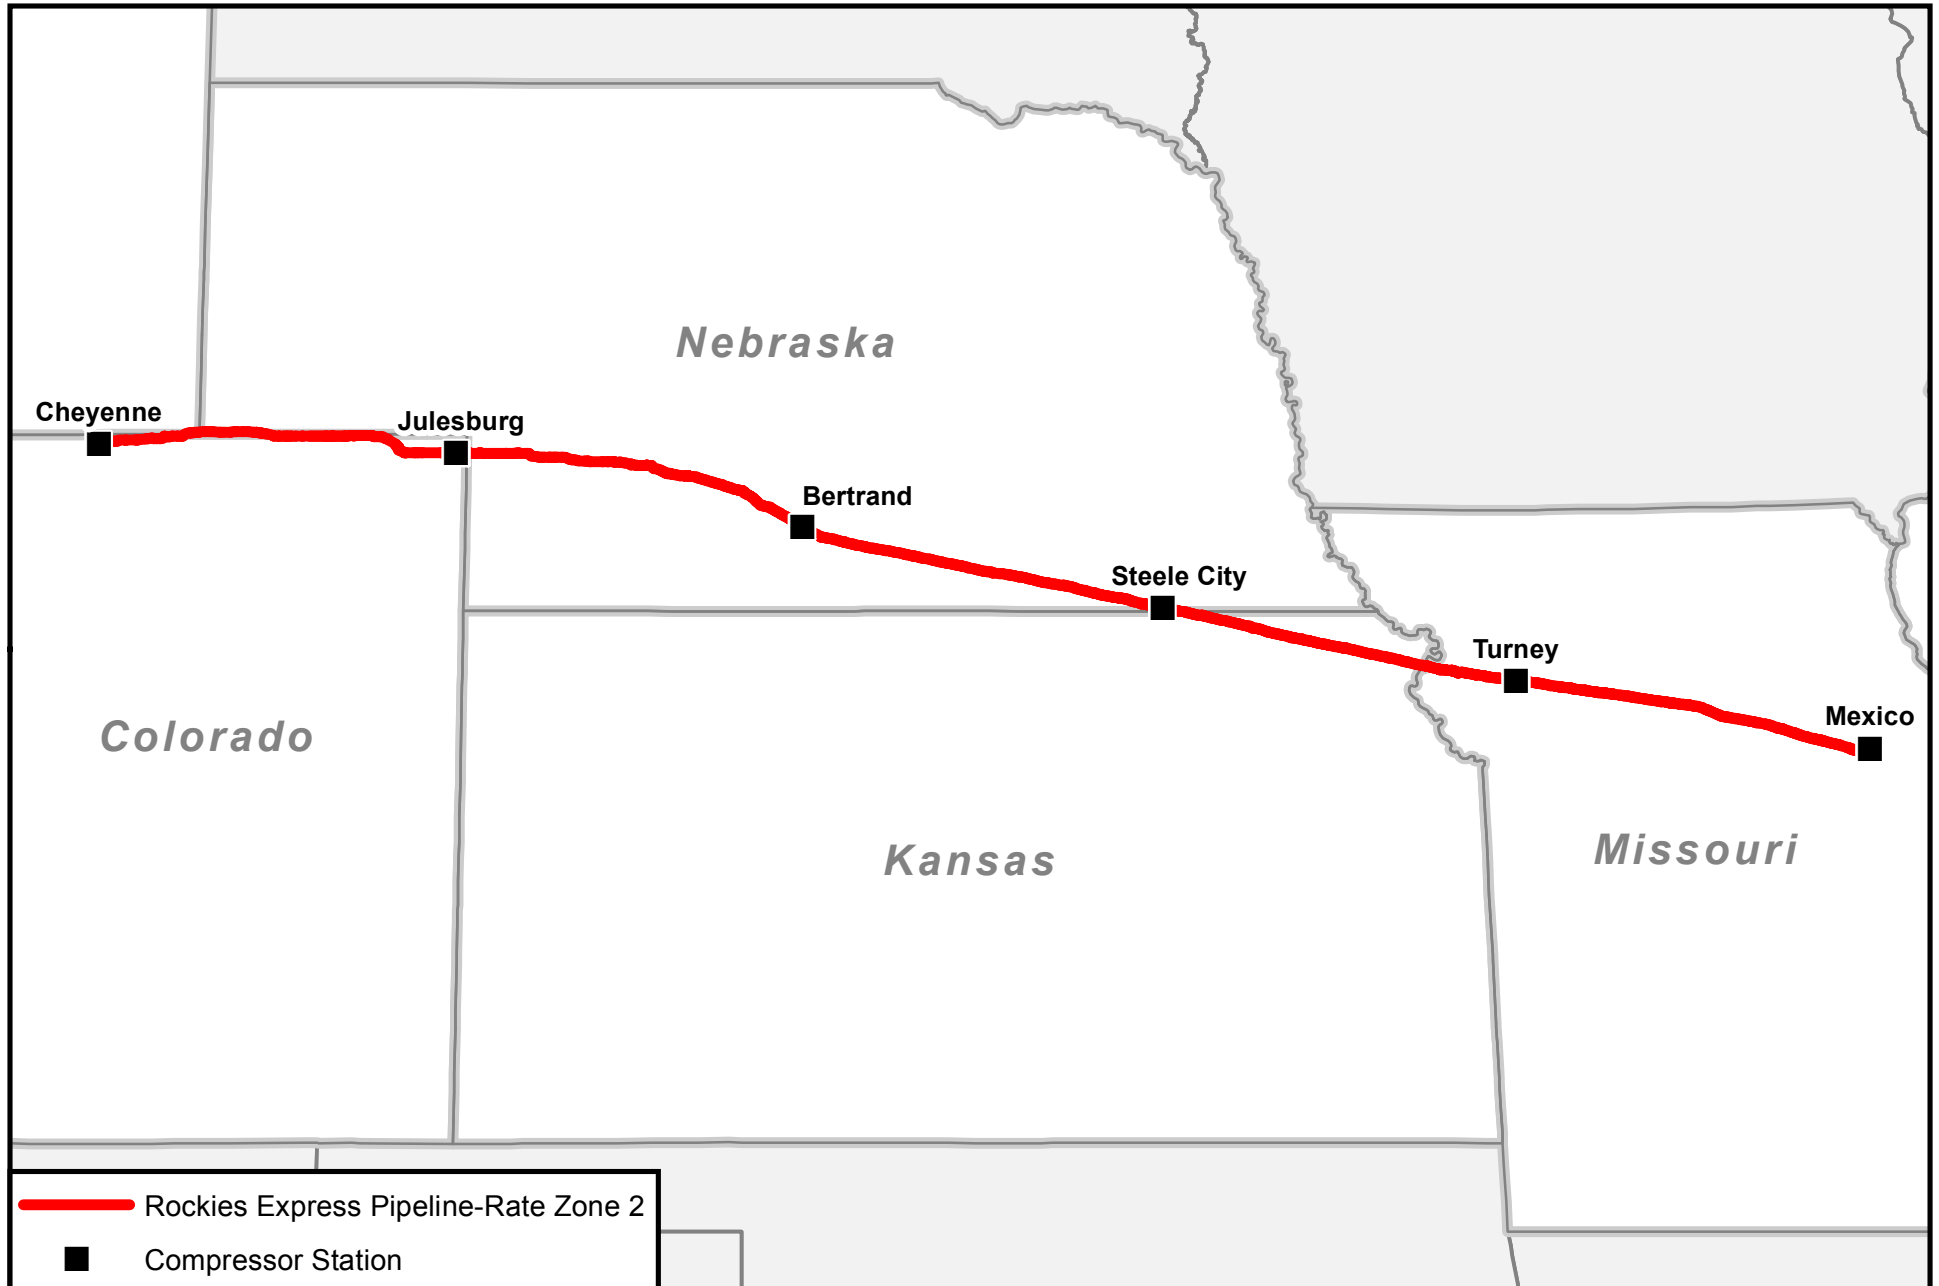 Nebraska
Cheyenne
Julesburg
Bertrand
Steele City
Turney
Mexico
Colorado
Kansas
Missouri
Rockies Express Pipeline-Rate Zone 2
Compressor Station